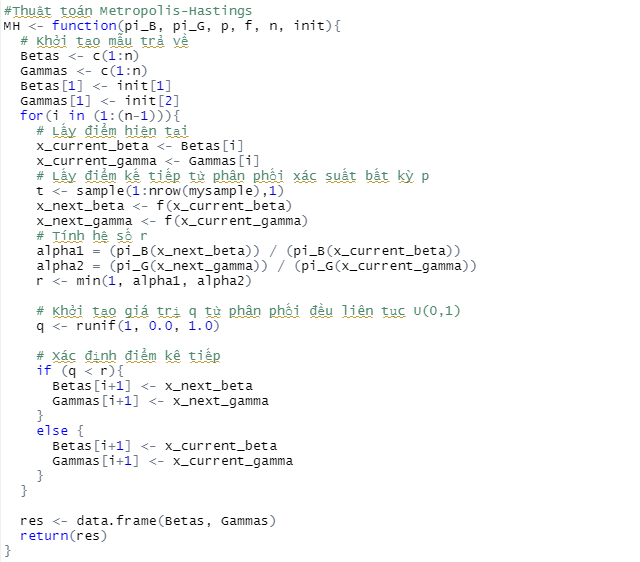 #Thuật toán Metropolis-Hastings
MH <- function(pi_B, pi_G, p, f, n, init){
  # Khởi tạo mẫu trả về
  Betas <- c(1:n)
  Gammas <- c(1:n)
  Betas[1] <- init[1]
  Gammas[1] <- init[2]
  for(i in (1:(n-1))){
    # Lấy điểm hiện tại
    x_current_beta <- Betas[i]
    x_current_gamma <- Gammas[i]
    # Lấy điểm kế tiếp từ phân phối xác suất bất kỳ p
    t <- sample(1:nrow(mysample),1)
    x_next_beta <- f(x_current_beta)
    x_next_gamma <- f(x_current_gamma)
    # Tính hệ số r
    alpha1 = (pi_B(x_next_beta)) / (pi_B(x_current_beta))
    alpha2 = (pi_G(x_next_gamma)) / (pi_G(x_current_gamma))
    r <- min(1, alpha1, alpha2)

    # Khởi tạo giá trị q từ phân phối đều liên tục U(0,1)
    q <- runif(1, 0.0, 1.0)

    # Xác định điểm kê tiếp
    if (q < r){
      Betas[i+1] <- x_next_beta
      Gammas[i+1] <- x_next_gamma
    }
    else {
      Betas[i+1] <- x_current_beta
      Gammas[i+1] <- x_current_gamma
    }
  }

  res <- data.frame(Betas, Gammas)
  return(res)
}